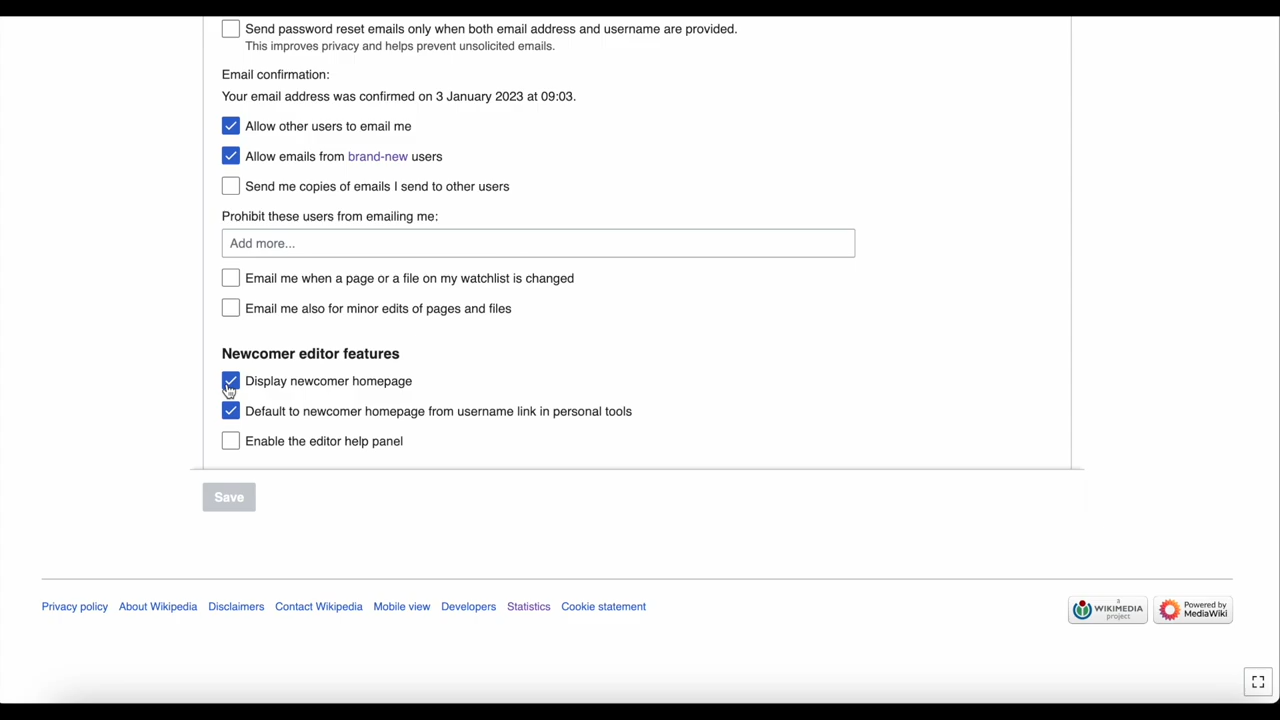 Send password reset emails only when both email address and username are provided.
This improves privacy and helps prevent unsolicited emails.
Email confirmation:
Your email address was confirmed on 3 January 2023 at 09:03.
Allow other users to email me
Allow emails from brand-new users
Send me copies of emails I send to other users
Prohibit these users from emailing me:
Add more...
Email me when a page or a file on my watchlist is changed
Email me also for minor edits of pages and files
Newcomer editor features
Display newcomer homepage
Default to newcomer homepage from username link in personal tools
Enable the editor help panel
Save
Privacy policy About Wikipedia Disclaimers Contact Wikipedia Mobile view Developers Statistics Cookie statement
a
WIKIMEDIA
project
Powered by
MediaWiki